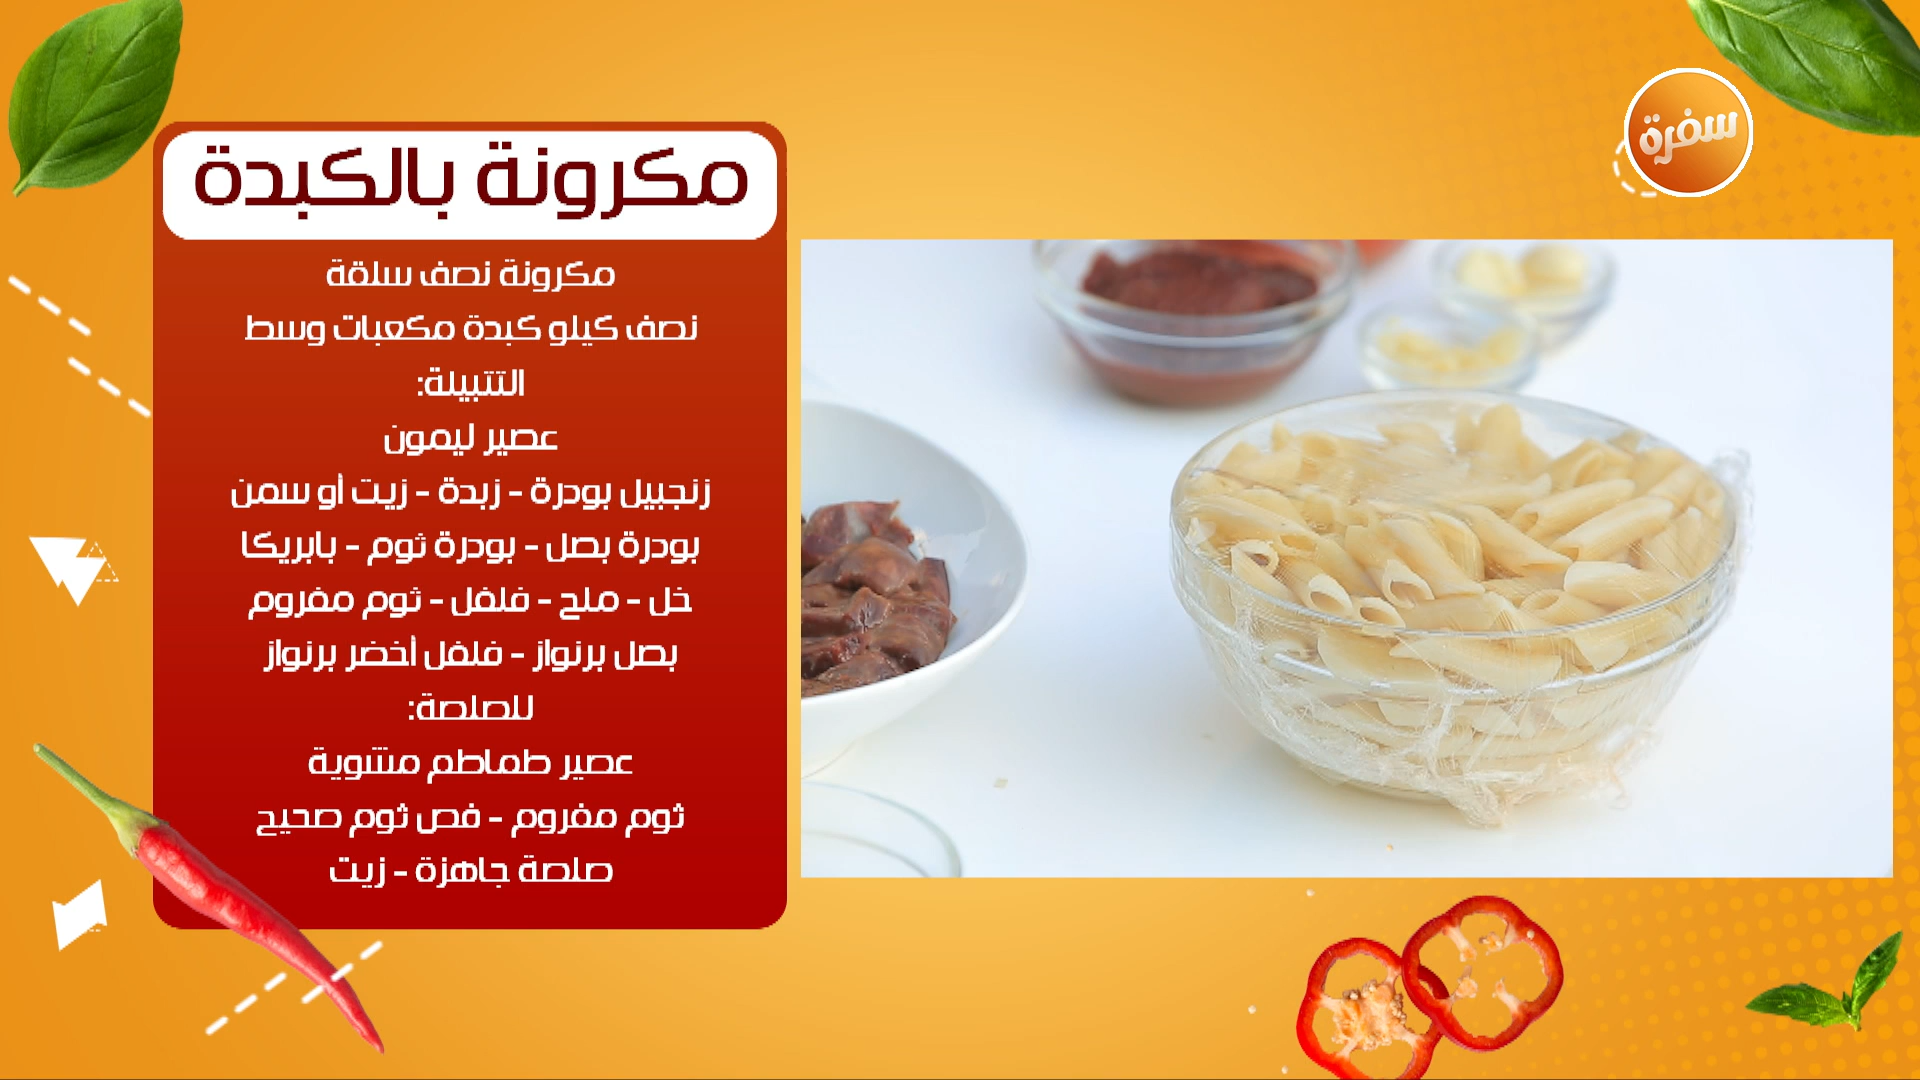 سفرة
مكرونة بالكبدة
مكرونة نصف سلقة
نصف كيلو كبدة مكعبات وسط
التتبيلة:
عصير ليمون
زنجبيل بودرة - زبدة - زيت أو سمن
بودرة بصل - بودرة ثوم - بابريكا
خل - ملح - فلفل - ثوم مفروم
بصل برنواز - فلفل أخضر برنواز
للصلصة:
عصير طماطم مشوية
ثوم مفروم - فص ثوم صحيح
صلصة جاهزة - زيت